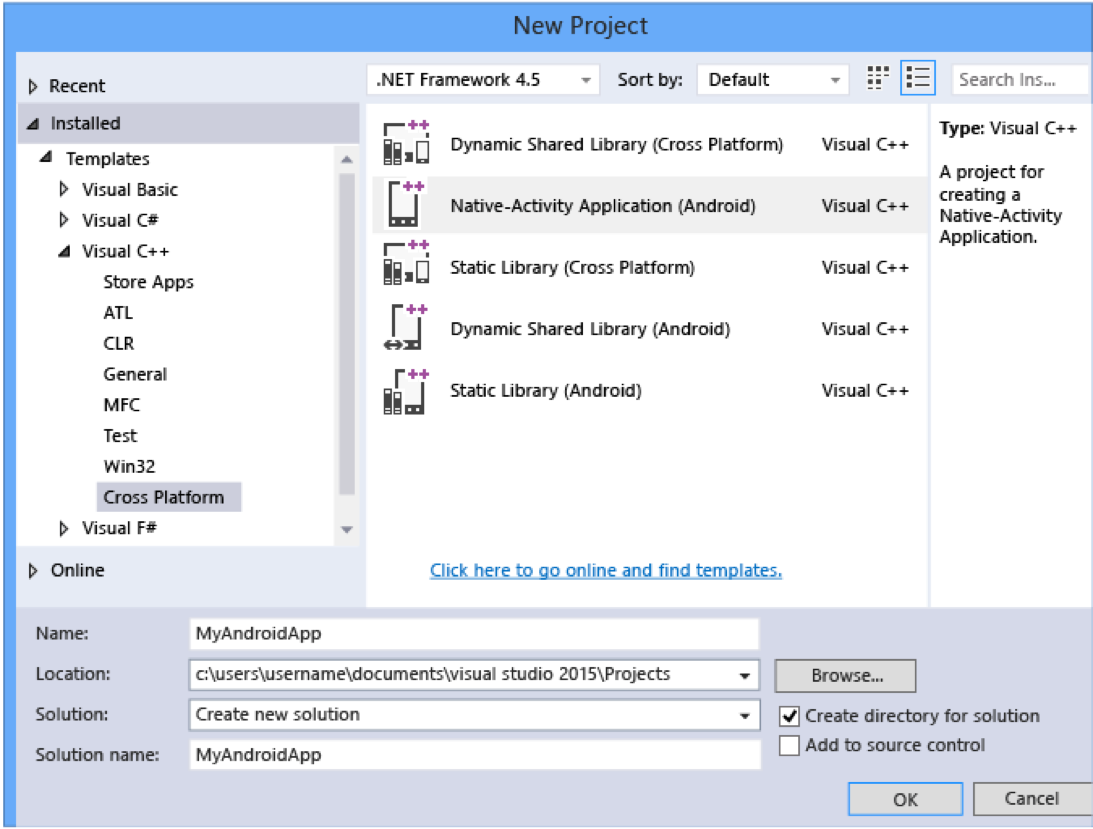 New Project
Recent
Installed
Templates
Visual Basic
Visual C#
Visual C++
Store Apps
ATL
CLR
General
MFC
Test
Win32
Cross Platform
Visual F#
Online
.NET Framework 4.5 Sort by: Default Search Ins...
Dynamic Shared Library (Cross Platform) Visual C++
Native-Activity Application (Android) Visual C++
Static Library (Cross Platform) Visual C++
Dynamic Shared Library (Android) Visual C++
Static Library (Android) Visual C++
Click here to go online and find templates.
Type: Visual C++
A project for
creating a
Native-Activity
Application.
Name: MyAndroidApp
Location: c:\users\username\documents\visual studio 2015\Projects Browse...
Solution: Create new solution Create directory for solution
Add to source control
Solution name: MyAndroidApp
OK Cancel